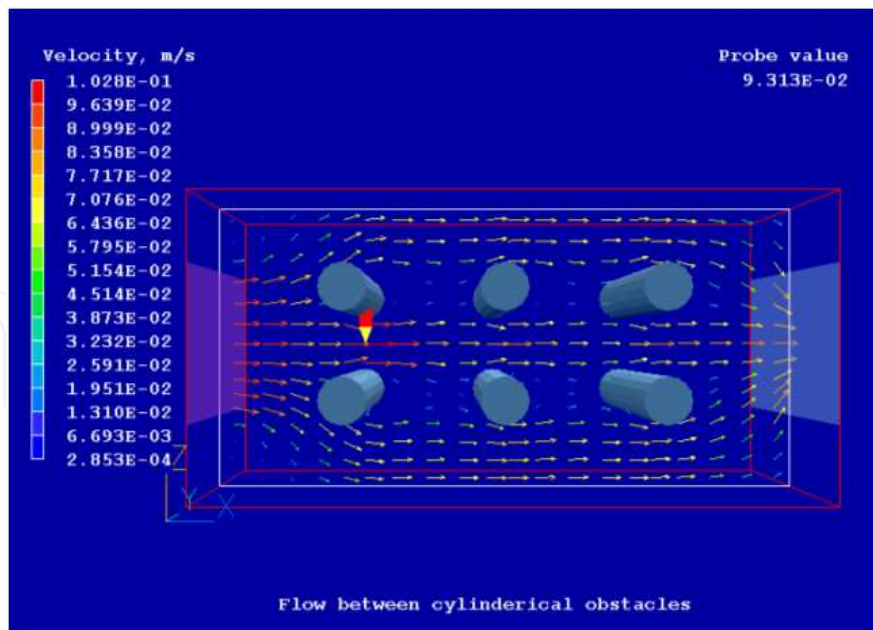 Velocity, m/s
Probe value
1.028E-01
9.313E-02
9.639E-02
8.999E-02
8.358E-02
7.717E-02
7.076E-02
6.436E-02
5.795E-02
5.154E-02
4.514E-02
3.873E-02
3.232E-02
2.591E-02
1.951E-02
1.310E-02
6.693E-03
2.853E-04
Z
Y
X
Flow between cylinderical obstacles